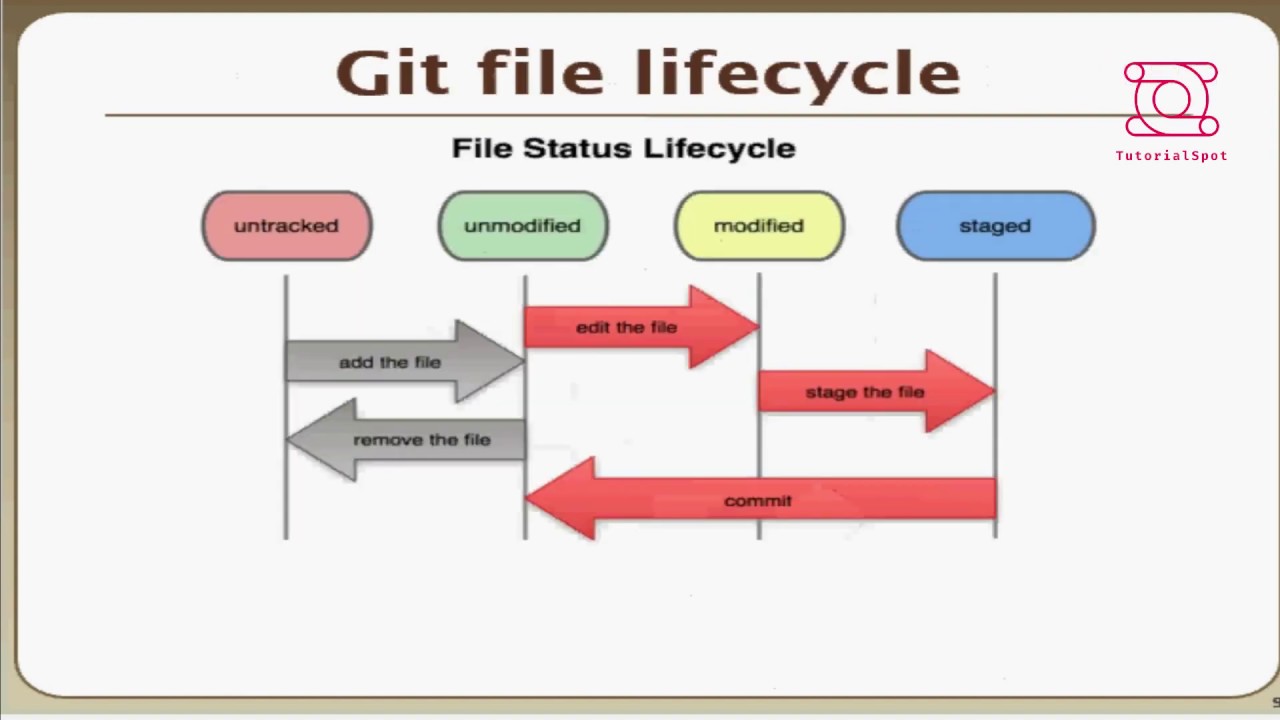 Git file lifecycle
TutorialSpot
File Status Lifecycle
untracked
unmodified
modified
staged
edit the file
add the file
stage the file
remove the file
commit